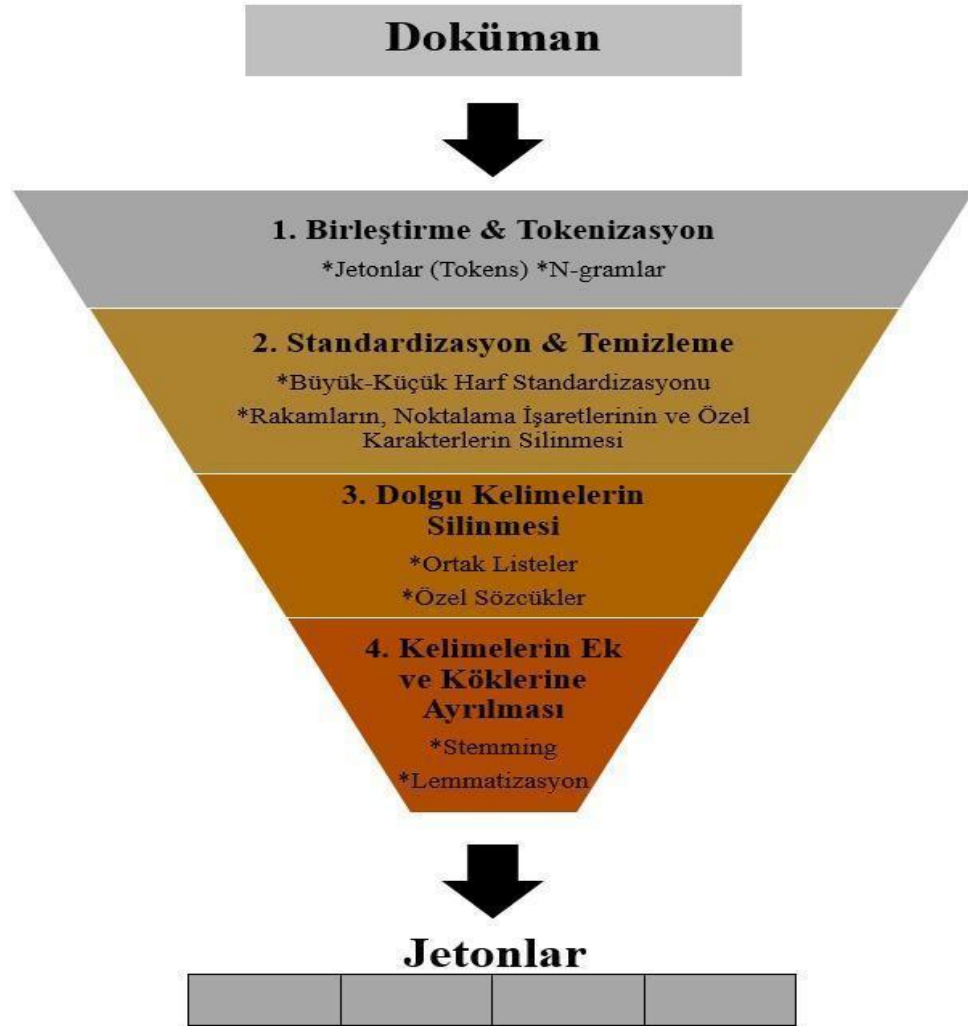 Doküman
1. Birleştirme & Tokenizasyon
*Jetonlar (Tokens) *N-gramlar
2. Standardizasyon & Temizleme
*Büyük-Küçük Harf Standardizasyonu
*Rakamların, Noktalama İşaretlerinin ve Özel
Karakterlerin Silinmesi
3. Dolgu Kelimelerin
Silinmesi
*Ortak Listeler
*Özel Sözcükler
4. Kelimelerin Ek
ve Köklerine
Ayrılması
*Stemming
*Lemmatizasyon
Jetonlar